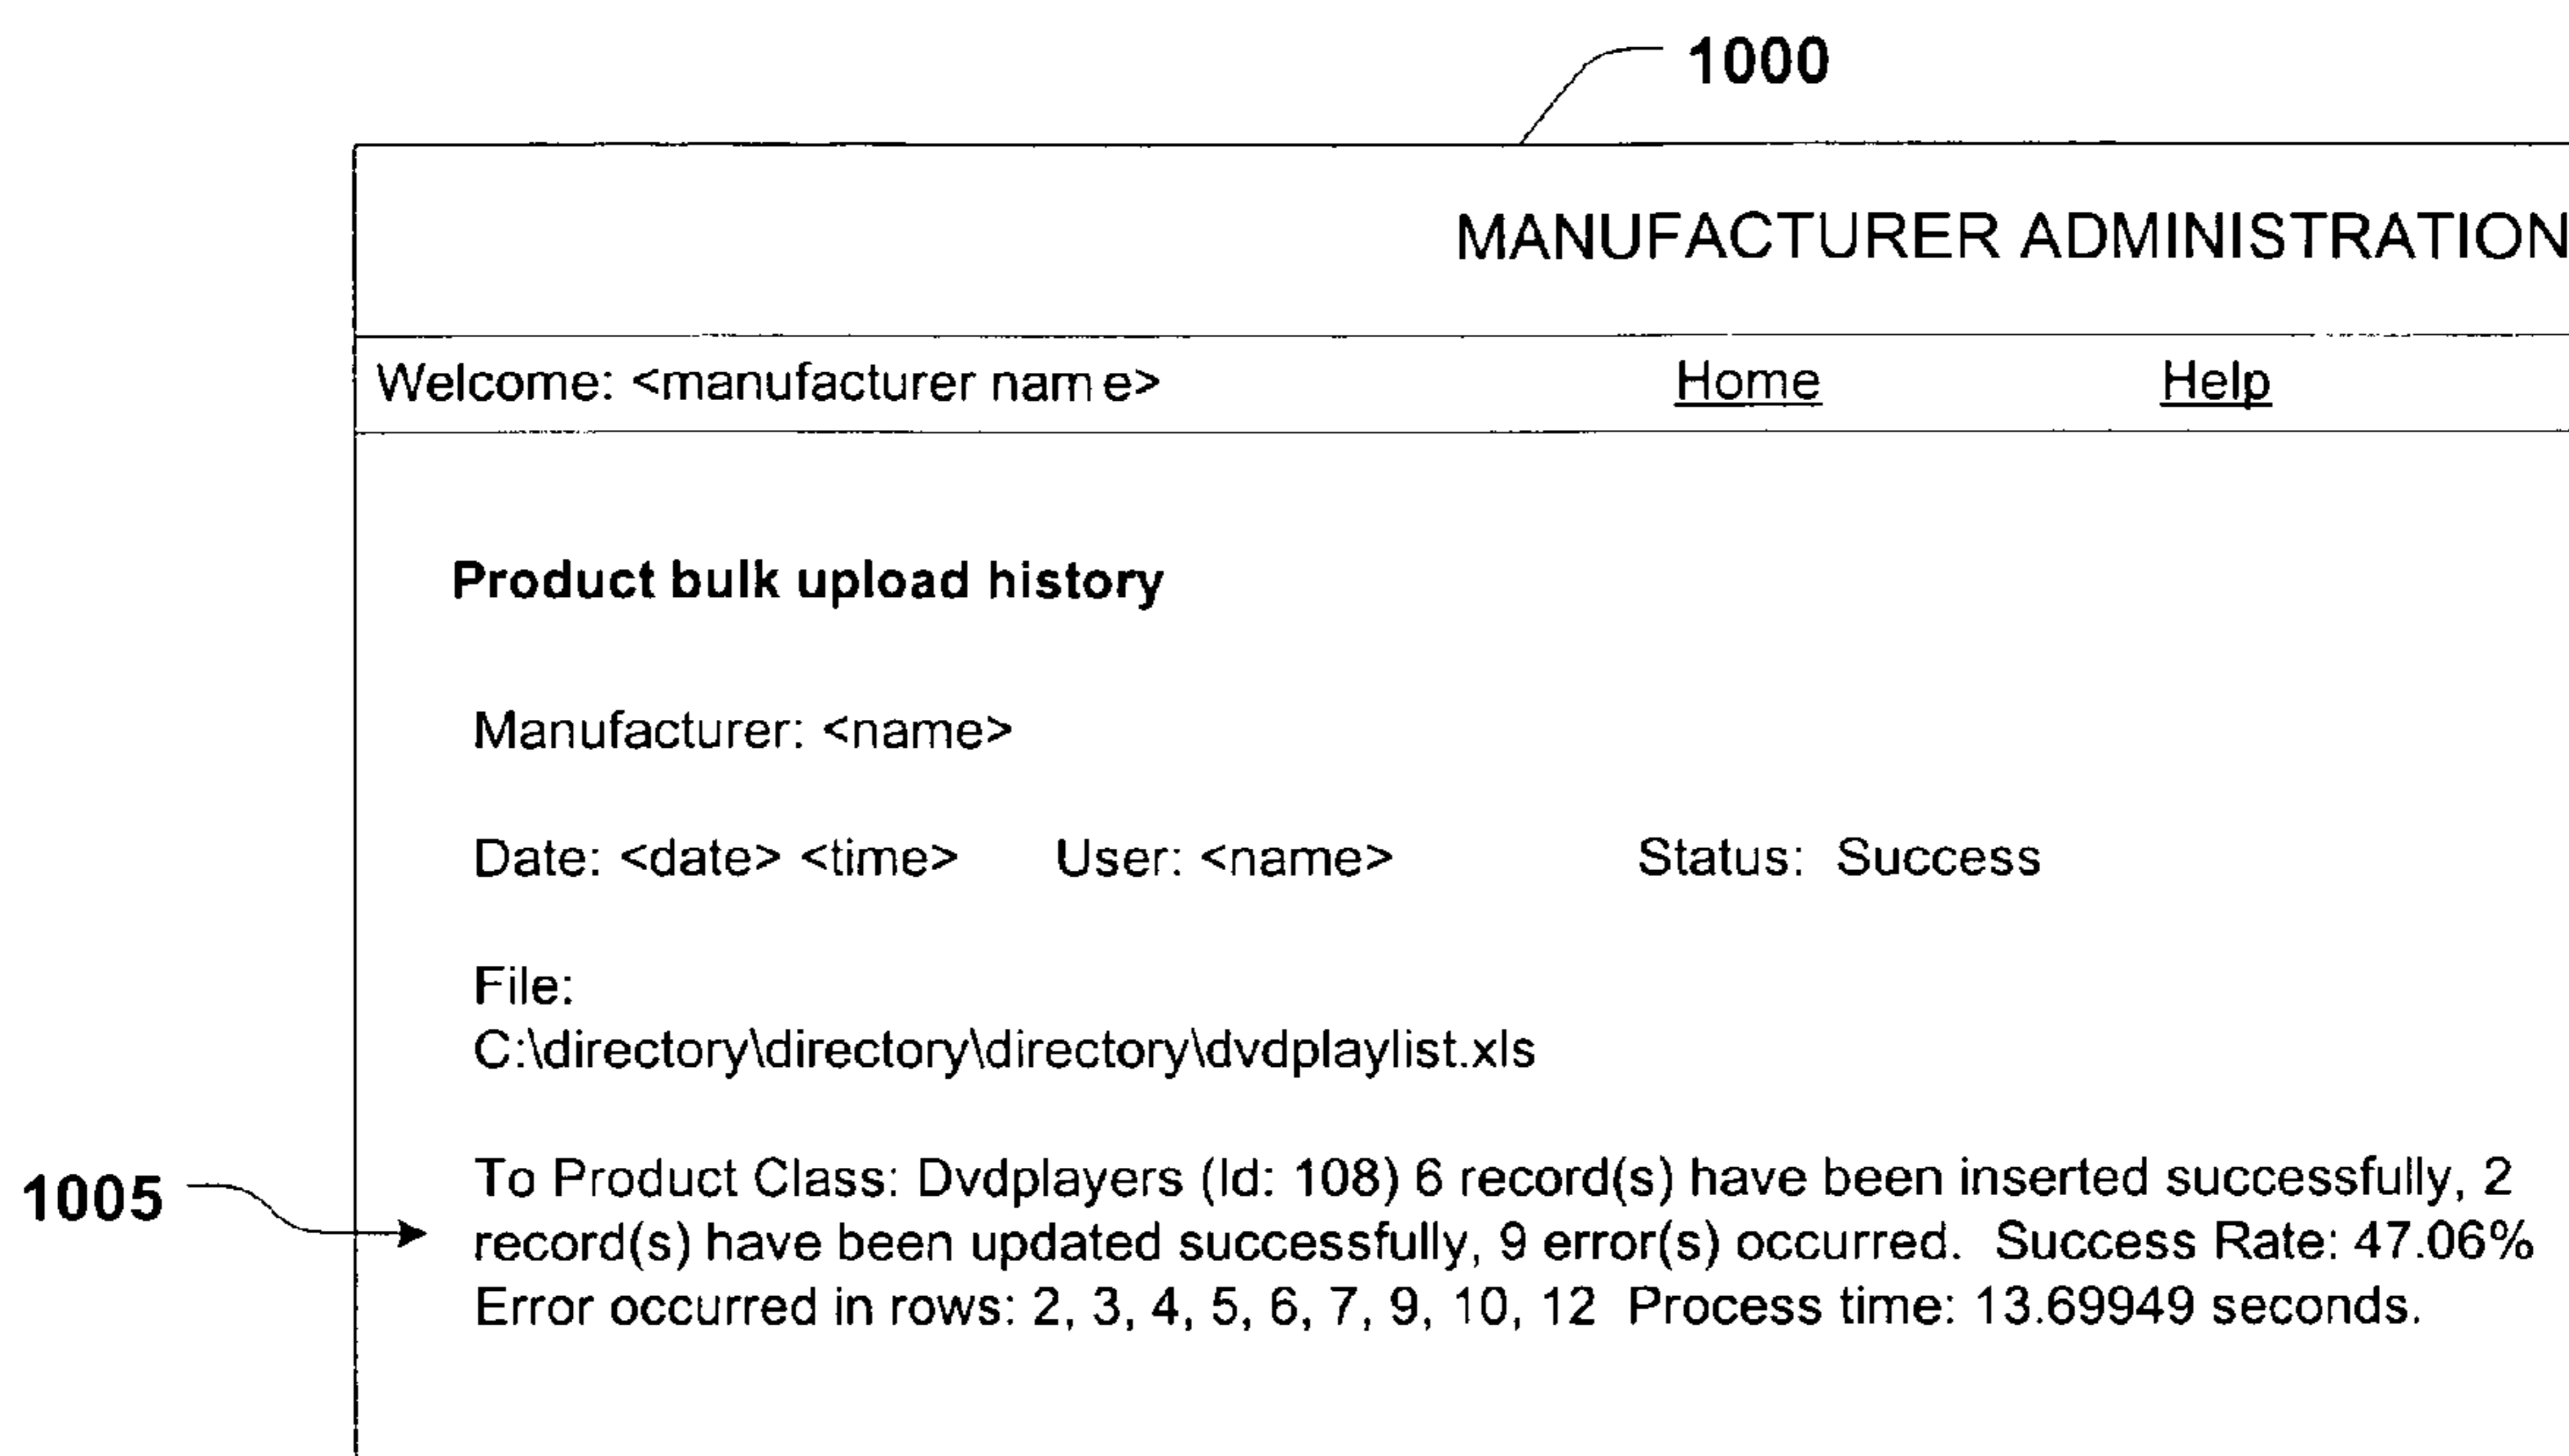 1000
MANUFACTURER ADMINISTRATION
Welcome: <manufacturer name> Home Help
Product bulk upload history
Manufacturer: <name>
Date: <date> <time> User: <name> Status: Success
File:
C:\directory\directory\directory\dvdplaylist.xls
To Product Class: Dvdplayers (Id: 108) 6 record(s) have been inserted successfully, 2
1005 record(s) have been updated successfully, 9 error(s) occurred. Success Rate: 47.06%
Error occurred in rows: 2, 3, 4, 5, 6, 7, 9, 10, 12 Process time: 13.69949 seconds.